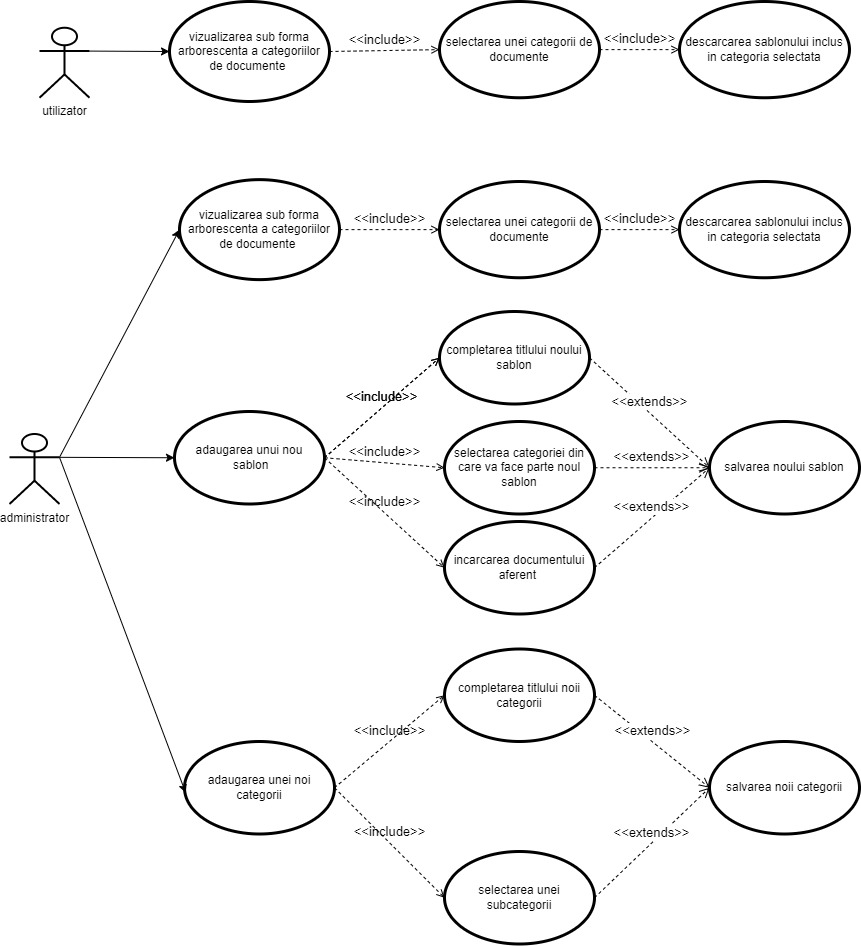 vizualizarea sub forma
arborescenta a categoriilor
de documente
<<include>>
selectarea unei categorii de
documente
<<include>>
descarcarea sablonului inclus
in categoria selectata
utilizator
vizualizarea sub forma
arborescenta a categoriilor
de documente
<<include>>
selectarea unei categorii de
documente
<<include>>
descarcarea sablonului inclus
in categoria selectata
completarea titlului noului
sablon
<<include>>
<<extends>>
adaugarea unui nou
sablon
<<include>>
selectarea categoriei din
care va face parte noul
sablon
<<extends>>
salvarea noului sablon
<<include>>
<<extends>>
administrator
incarcarea documentului
aferent
completarea titlului noii
categorii
<<include>>
<<extends>>
adaugarea unei noi
categorii
salvarea noii categorii
<<include>>
<<extends>>
selectarea unei
subcategorii